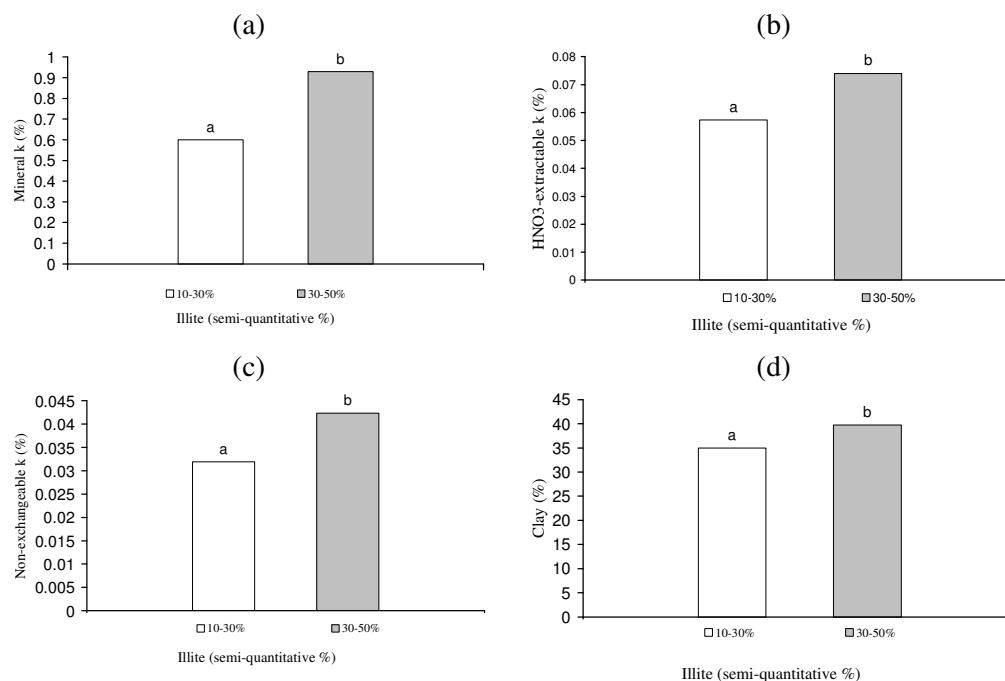 (a)
Mineral k (%)
1
0.9
0.8
0.7
0.6
0.5
0.4
0.3
0.2
0.1
0
a
b
10-30%
30-50%
Illite (semi-quantitative %)
(b)
HNO3-extractable k (%)
0.08
0.07
0.06
0.05
0.04
0.03
0.02
0.01
0
a
b
10-30%
30-50%
Illite (semi-quantitative %)
(c)
Non-exchangeable k (%)
0.045
0.04
0.035
0.03
0.025
0.02
0.015
0.01
0.005
0
a
b
10-30%
30-50%
Illite (semi-quantitative %)
(d)
Clay (%)
45
40
35
30
25
20
15
10
5
0
a
b
10-30%
30-50%
Illite (semi-quantitative %)